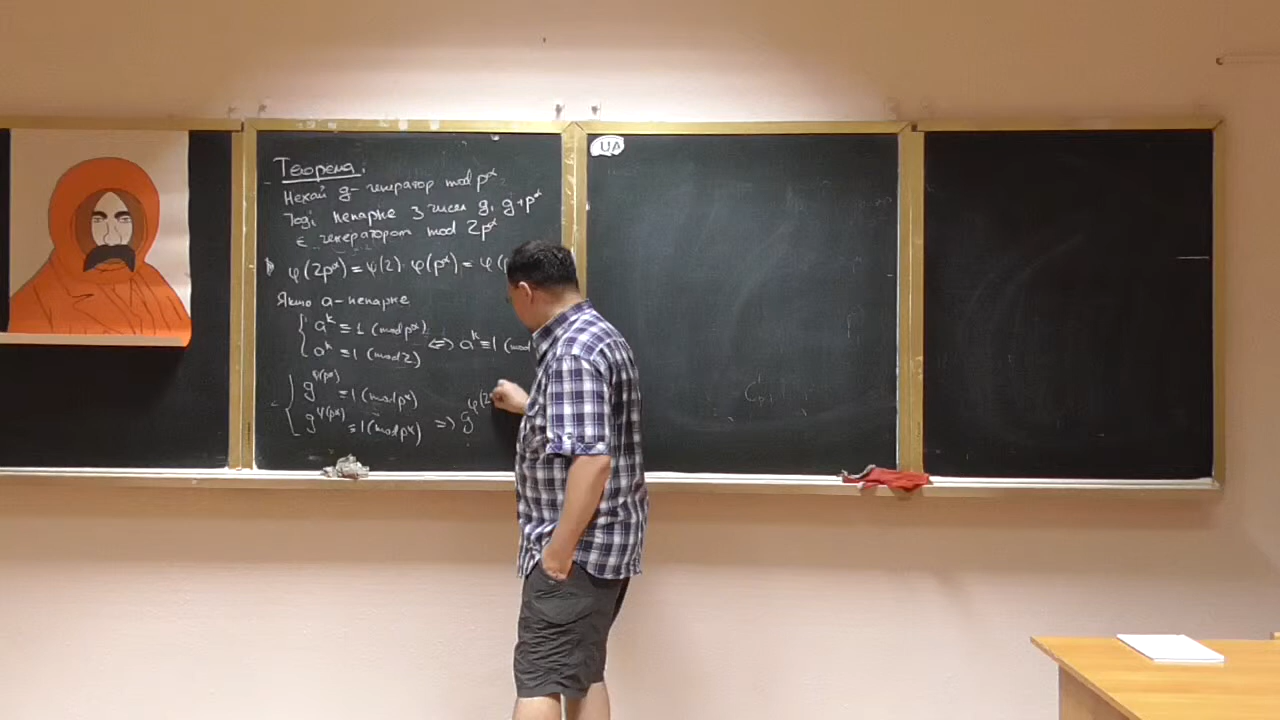 Теорема.
Нехай g - генератор mod p^α
Тоді непарне з чисел g, g+p^α
є генератором mod 2p^α
φ(2p^α) = φ(2)·φ(p^α) = φ(
Якщо a - непарне
{ a^k ≡ 1 (mod p^α)
a^k ≡ 1 (mod 2) <=> a^k ≡ 1 (mod
{ g^φ(p^α) ≡ 1 (mod p^α)
g^φ(p^α) ≡ 1 (mod p^α) => g^φ(2
UA